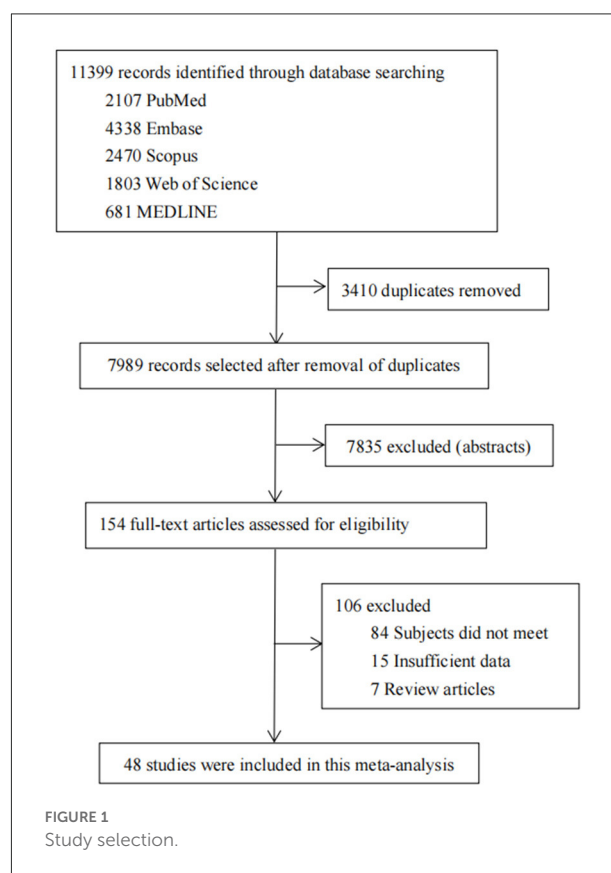 11399 records identified through database searching
2107 PubMed
4338 Embase
2470 Scopus
1803 Web of Science
681 MEDLINE
3410 duplicates removed
7989 records selected after removal of duplicates
7835 excluded (abstracts)
154 full-text articles assessed for eligibility
106 excluded
84 Subjects did not meet
15 Insufficient data
7 Review articles
48 studies were included in this meta-analysis
FIGURE 1
Study selection.